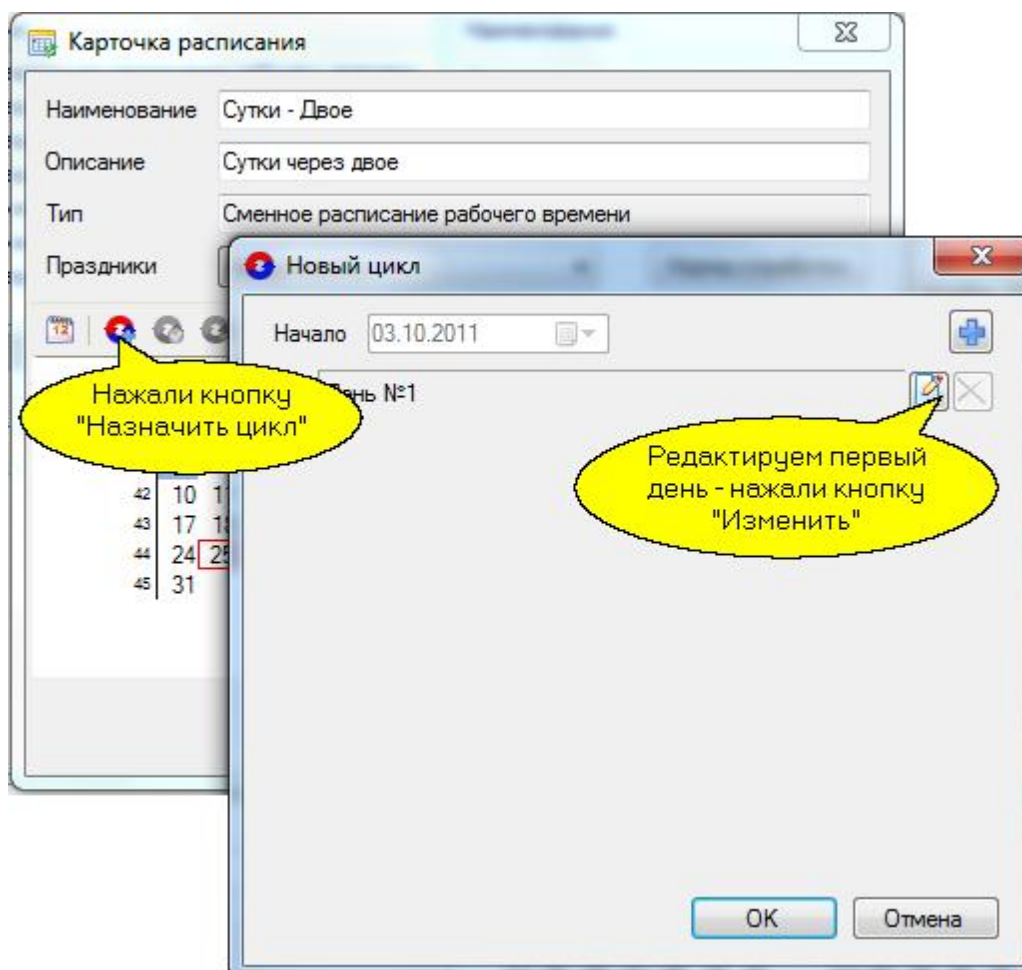 Карточка расписания
Наименование Сутки - Двое
Описание Сутки через двое
Тип Сменное расписание рабочего времени
Праздники
Новый цикл
Начало 03.10.2011
12
Нажали кнопку
"Назначить цикл"
День №1
Редактируем первый
день - нажали кнопку
"Изменить"
42 10
43 17
44 24 25
45 31
OK Отмена